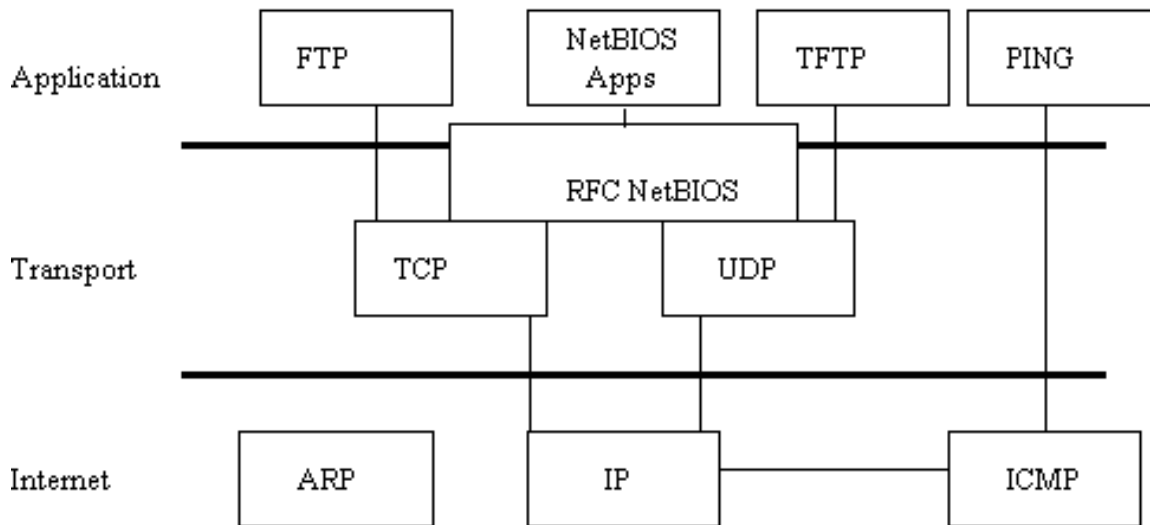 Application
FTP
NetBIOS
Apps
TFTP
PING
RFC NetBIOS
Transport
TCP
UDP
Internet
ARP
IP
ICMP